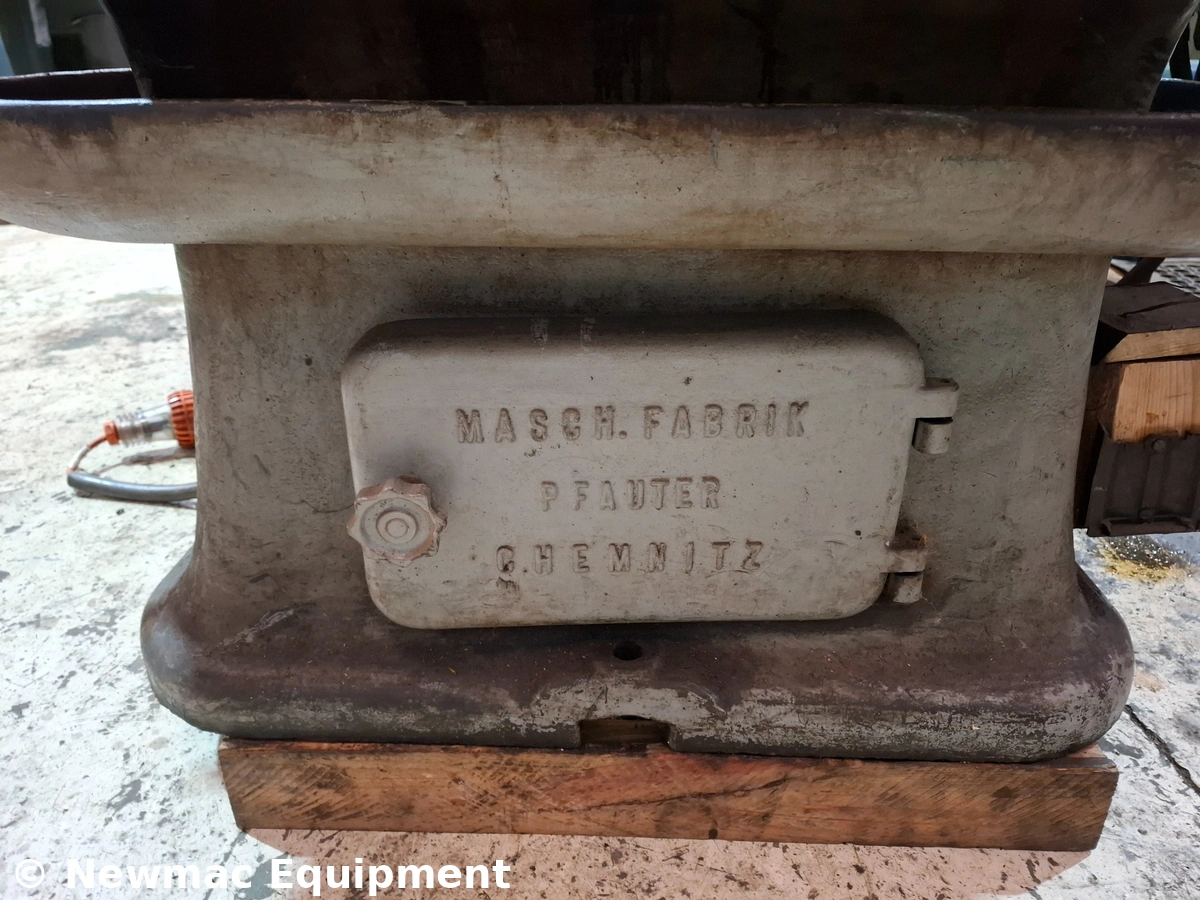 MASCH. FABRIK
PFAUTER
CHEMNITZ
© Newmac Equipment